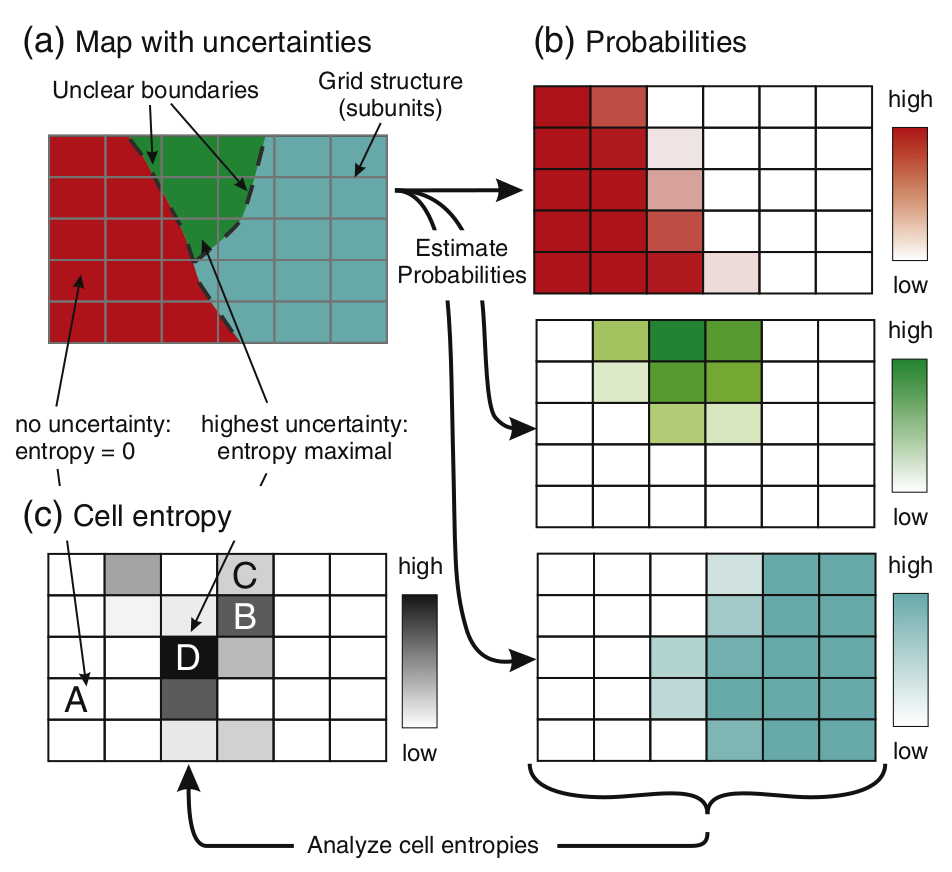 (a) Map with uncertainties
Unclear boundaries
Grid structure
(subunits)
no uncertainty:
entropy = 0
highest uncertainty:
entropy maximal
Estimate
Probabilities
(b) Probabilities
high
low
high
low
high
low
(c) Cell entropy
C
B
D
A
high
low
Analyze cell entropies